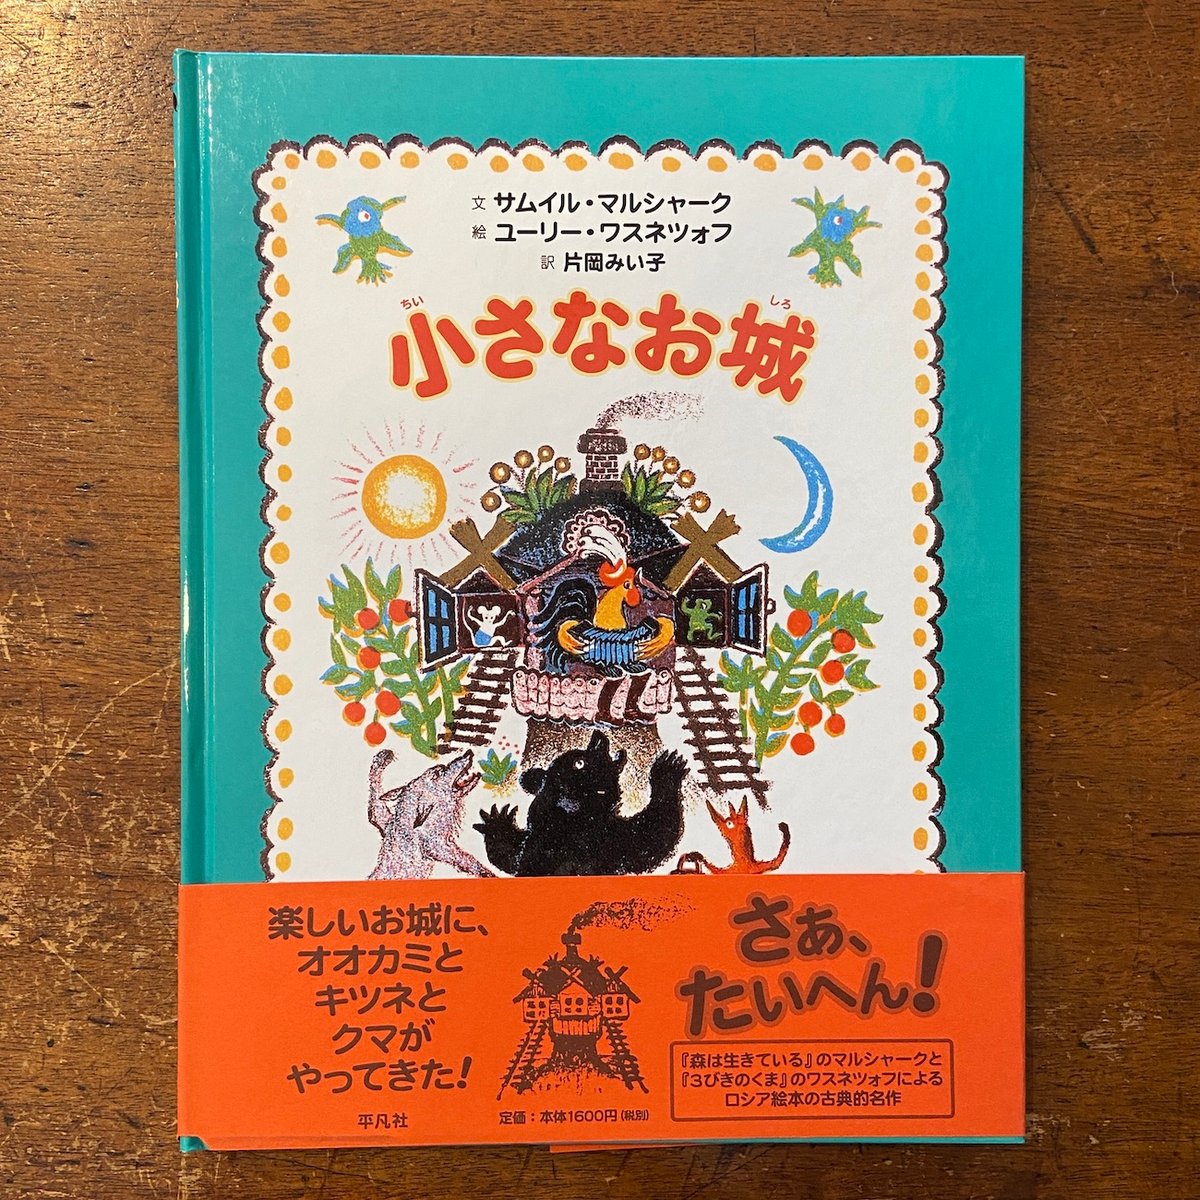 文 サムイル・マルシャーク
絵 ユーリー・ワスネツォフ
訳 片岡みい子
ちい しろ
小さなお城
楽しいお城に、
オオカミと
キツネと
クマが
やってきた!
平凡社
定価:本体1600円(税別)
さぁ、
たいへん!
『森は生きている』のマルシャークと
『3びきのくま』のワスネツォフによる
ロシア絵本の古典的名作